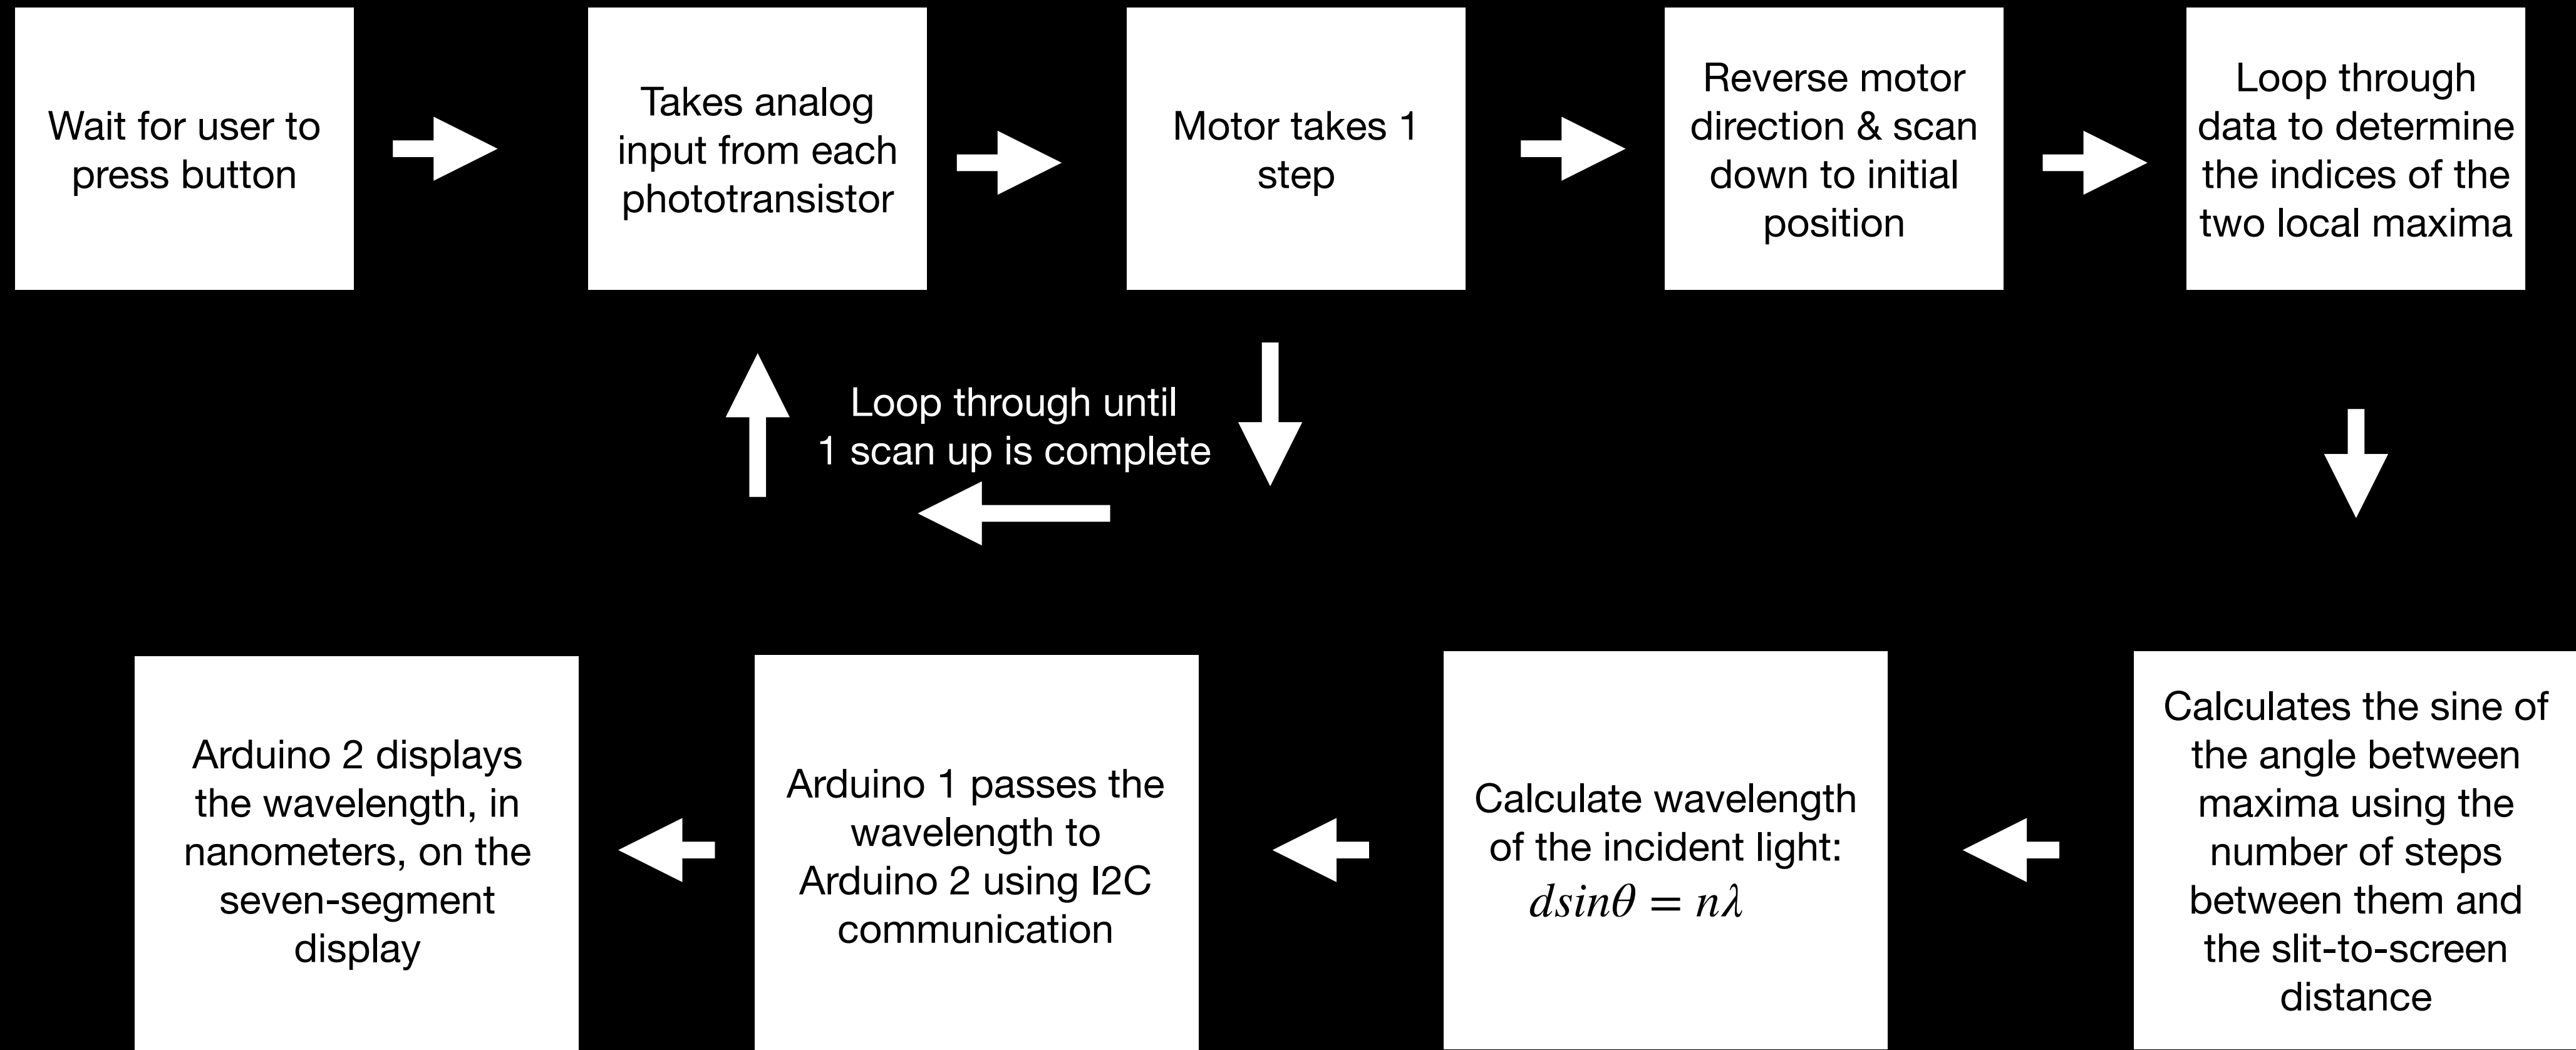 Wait for user to
press button
Takes analog
input from each
phototransistor
Motor takes 1
step
Reverse motor
direction & scan
down to initial
position
Loop through
data to determine
the indices of the
two local maxima
Loop through until
1 scan up is complete
Calculates the sine of
the angle between
maxima using the
number of steps
between them and
the slit-to-screen
distance
Calculate wavelength
of the incident light:
dsinθ = nλ
Arduino 1 passes the
wavelength to
Arduino 2 using I2C
communication
Arduino 2 displays
the wavelength, in
nanometers, on the
seven-segment
display